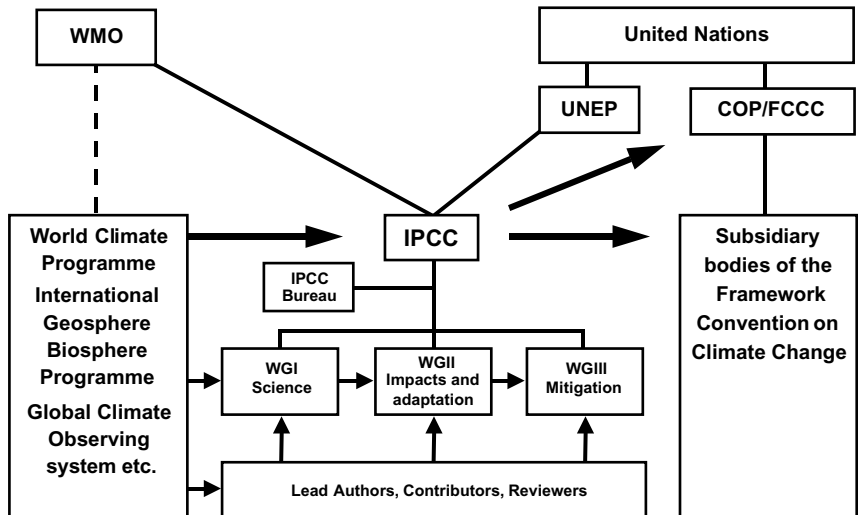 WMO
United Nations
UNEP
COP/FCCC
World Climate
Programme
International
Geosphere
Biosphere
Programme
Global Climate
Observing
system etc.
IPCC
IPCC
Bureau
WGI
Science
WGII
Impacts and
adaptation
WGIII
Mitigation
Lead Authors, Contributors, Reviewers
Subsidiary
bodies of the
Framework
Convention on
Climate Change